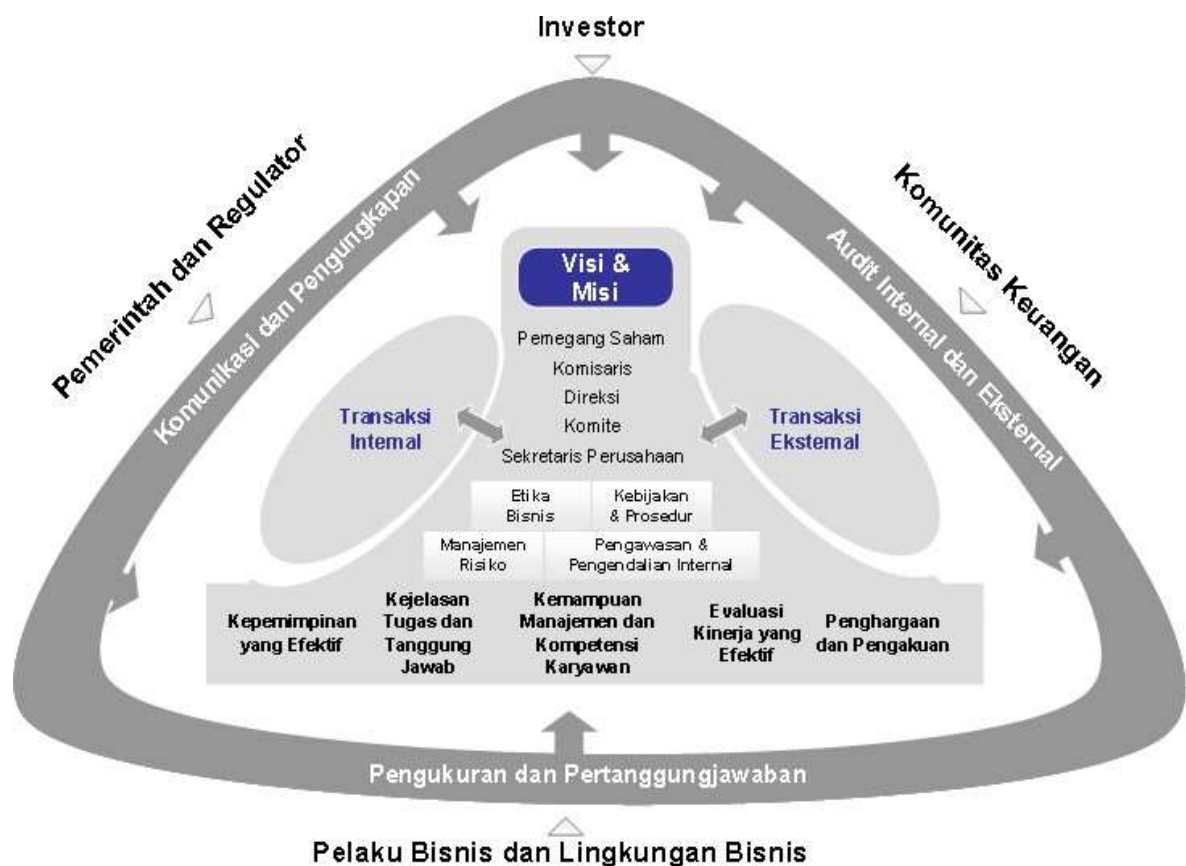 Investor
Pemerintah dan Regulator
Komunikasi dan Pengungkapan
Komunitas Keuangan
Audit Internal dan Eksternal
Visi &
Misi
Pemegang Saham
Komisaris
Direksi
Komite
Sekretaris Perusahaan
Transaksi
Internal
Transaksi
Eksternal
Etika
Bisnis
Kebijakan
& Prosedur
Manajemen
Risiko
Pengawasan &
Pengendalian Internal
Kepemimpinan
yang Efektif
Kejelasan
Tugas dan
Tanggung
Jawab
Kemampuan
Manajemen dan
Kompetensi
Karyawan
Evaluasi
Kinerja yang
Efektif
Penghargaan
dan Pengakuan
Pengukuran dan Pertanggungjawaban
Pelaku Bisnis dan Lingkungan Bisnis